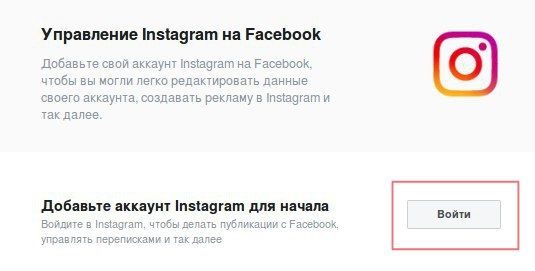 Управление Instagram на Facebook
Добавьте свой аккаунт Instagram на Facebook,
чтобы вы могли легко редактировать данные
своего аккаунта, создавать рекламу в Instagram и
так далее.
Добавьте аккаунт Instagram для начала
Войдите в Instagram, чтобы делать публикации с Facebook,
управлять переписками и так далее
Войти